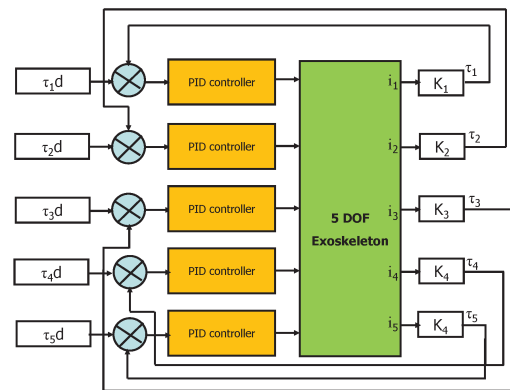 τ1d
PID controller
i1
K1
τ1
τ2d
PID controller
i2
K2
τ2
τ3d
PID controller
5 DOF
Exoskeleton
i3
K3
τ3
τ4d
PID controller
i4
K4
τ4
τ5d
PID controller
i5
K4
τ5